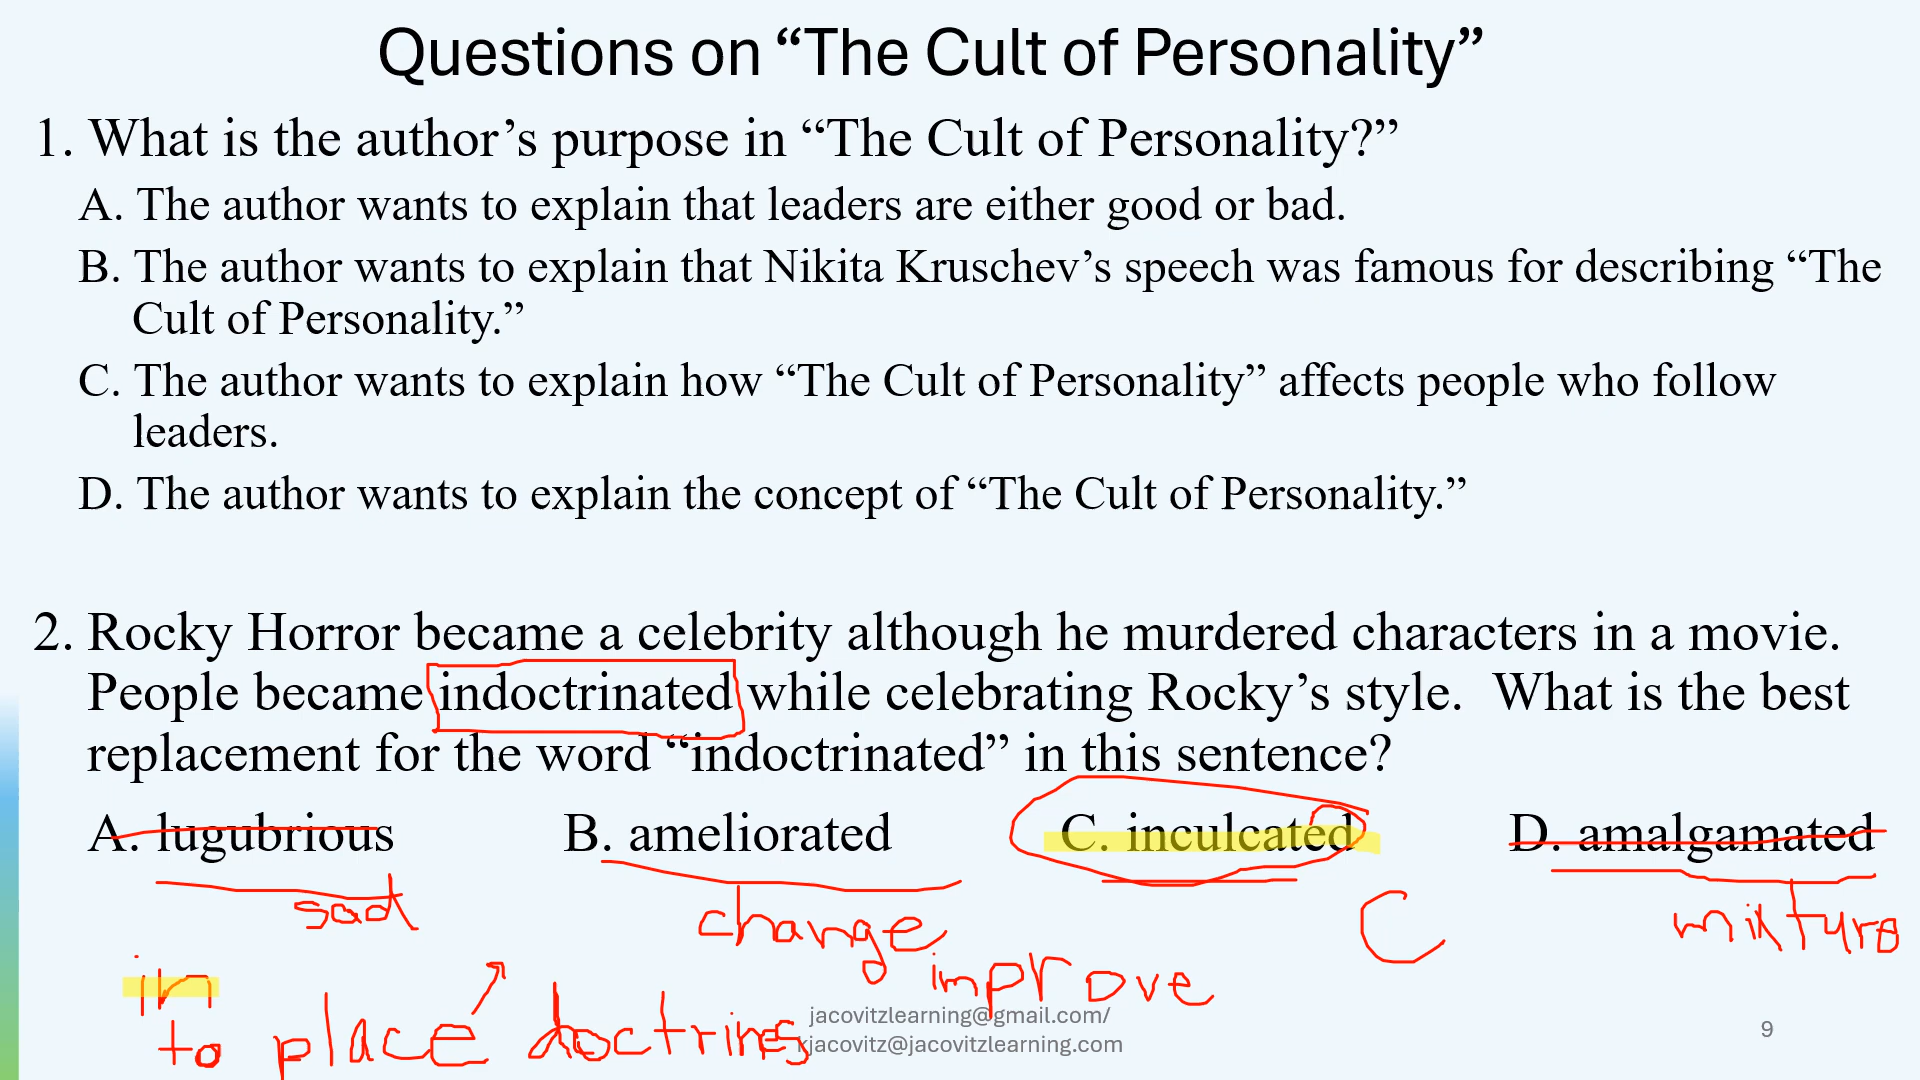 Questions on “The Cult of Personality”
1. What is the author’s purpose in “The Cult of Personality?”
A. The author wants to explain that leaders are either good or bad.
B. The author wants to explain that Nikita Kruschev’s speech was famous for describing “The
Cult of Personality.”
C. The author wants to explain how “The Cult of Personality” affects people who follow
leaders.
D. The author wants to explain the concept of “The Cult of Personality.”
2. Rocky Horror became a celebrity although he murdered characters in a movie.
People became indoctrinated while celebrating Rocky’s style. What is the best
replacement for the word “indoctrinated” in this sentence?
A. lugubrious B. ameliorated C. inculcated D. amalgamated
sad change C mixture
in improve
to place doctrines
jacovitzlearning@gmail.com/
kjacovitz@jacovitzlearning.com
9